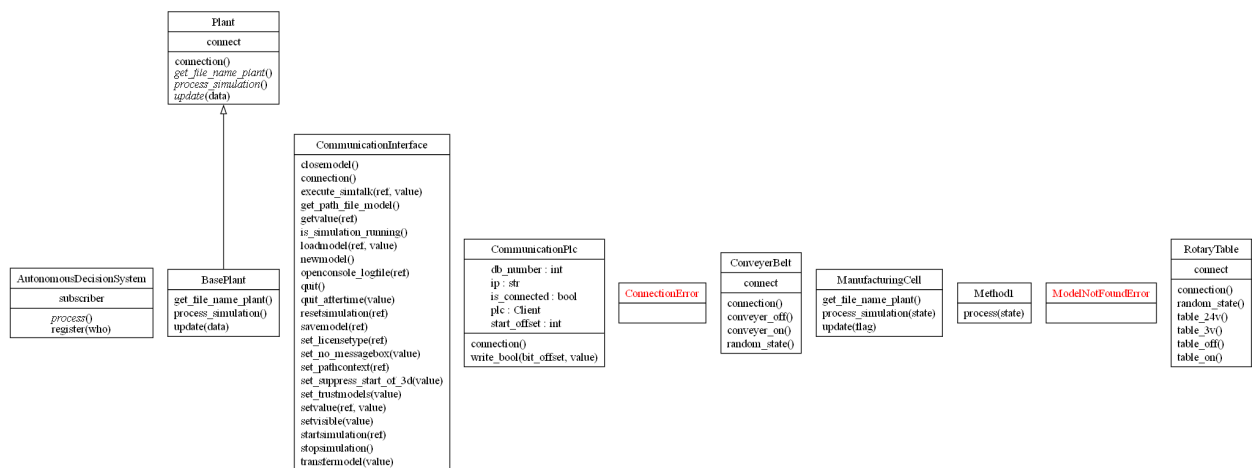 Plant
connect
connection()
get_file_name_plant()
process_simulation()
update(data)
AutonomousDecisionSystem
subscriber
process()
register(who)
BasePlant
get_file_name_plant()
process_simulation()
update(data)
CommunicationInterface
closemodel()
connection()
execute_simtalk(ref, value)
get_path_file_model()
getvalue(ref)
is_simulation_running()
loadmodel(ref, value)
newmodel()
openconsole_logfile(ref)
quit()
quit_aftertime(value)
resetsimulation(ref)
savemodel(ref)
set_licensetype(ref)
set_no_messagebox(value)
set_pathcontext(ref)
set_suppress_start_of_3d(value)
set_trustmodels(value)
setvalue(ref, value)
setvisible(value)
startsimulation(ref)
stopsimulation()
transfermodel(value)
CommunicationPlc
db_number : int
ip : str
is_connected : bool
plc : Client
start_offset : int
connection()
write_bool(bit_offset, value)
ConnectionError
ConveyerBelt
connect
connection()
conveyer_off()
conveyer_on()
random_state()
ManufacturingCell
get_file_name_plant()
process_simulation(state)
update(flag)
Method1
process(state)
ModelNotFoundError
RotaryTable
connect
connection()
random_state()
table_24v()
table_3v()
table_off()
table_on()